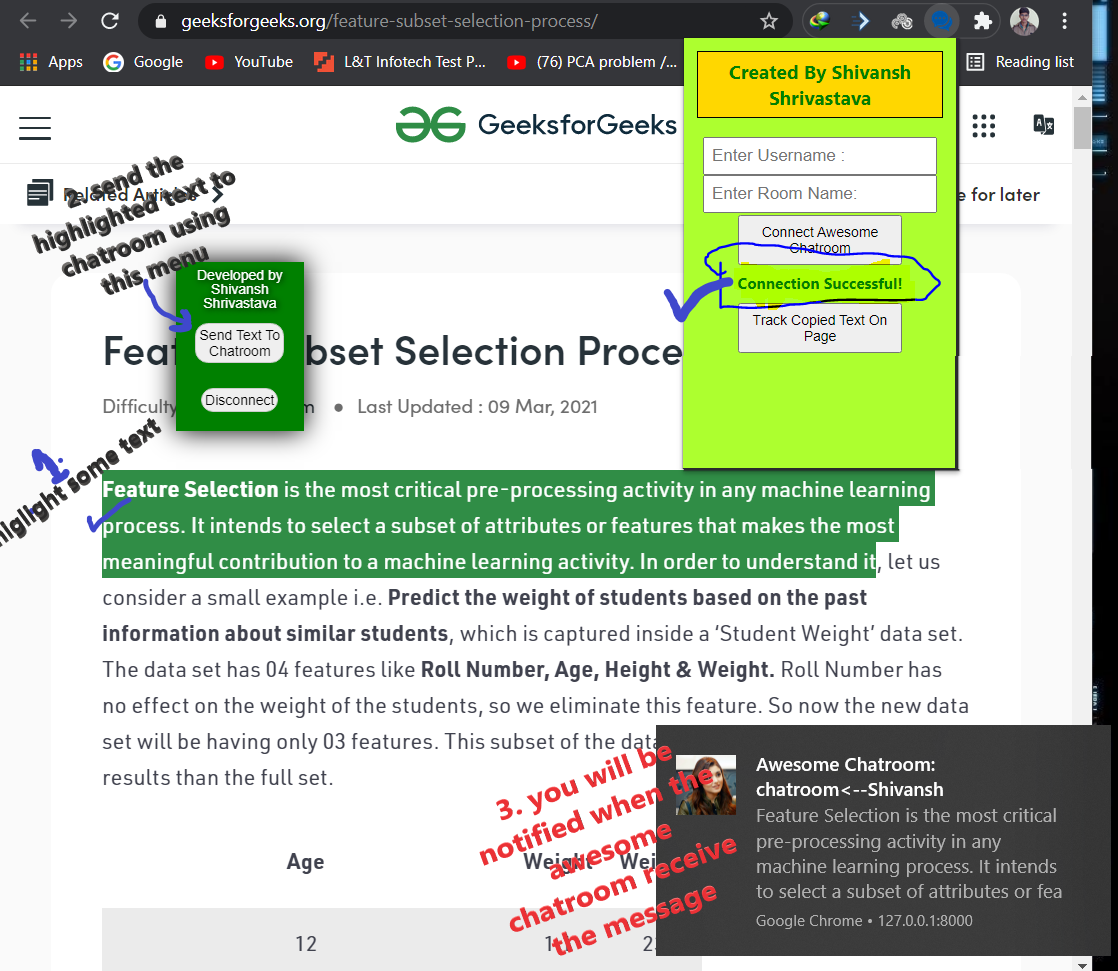 geeksforgeeks.org/feature-subset-selection-process/
Apps
Google
YouTube
L&T Infotech Test P...
(76) PCA problem /...
Reading list
Created By Shivansh
Shrivastava
Enter Username :
Enter Room Name:
Connect Awesome
Chatroom
Connection Successful!
Track Copied Text On
Page
GeeksforGeeks
Related Articles
e for later
2. send the
highlighted text to
chatroom using
this menu
Developed by
Shivansh
Shrivastava
Send Text To
Chatroom
Disconnect
Feat bset Selection Proce
Difficulty m ● Last Updated : 09 Mar, 2021
1.
higlight some text
Feature Selection is the most critical pre-processing activity in any machine learning
process. It intends to select a subset of attributes or features that makes the most
meaningful contribution to a machine learning activity. In order to understand it, let us
consider a small example i.e. Predict the weight of students based on the past
information about similar students, which is captured inside a ‘Student Weight’ data set.
The data set has 04 features like Roll Number, Age, Height & Weight. Roll Number has
no effect on the weight of the students, so we eliminate this feature. So now the new data
set will be having only 03 features. This subset of the data
results than the full set.
3. you will be
notified when the
awesome
chatroom receive
the message
Awesome Chatroom:
chatroom<--Shivansh
Feature Selection is the most critical
pre-processing activity in any
machine learning process. It intends
to select a subset of attributes or fea
Google Chrome • 127.0.0.1:8000
Age Weight Wei
12